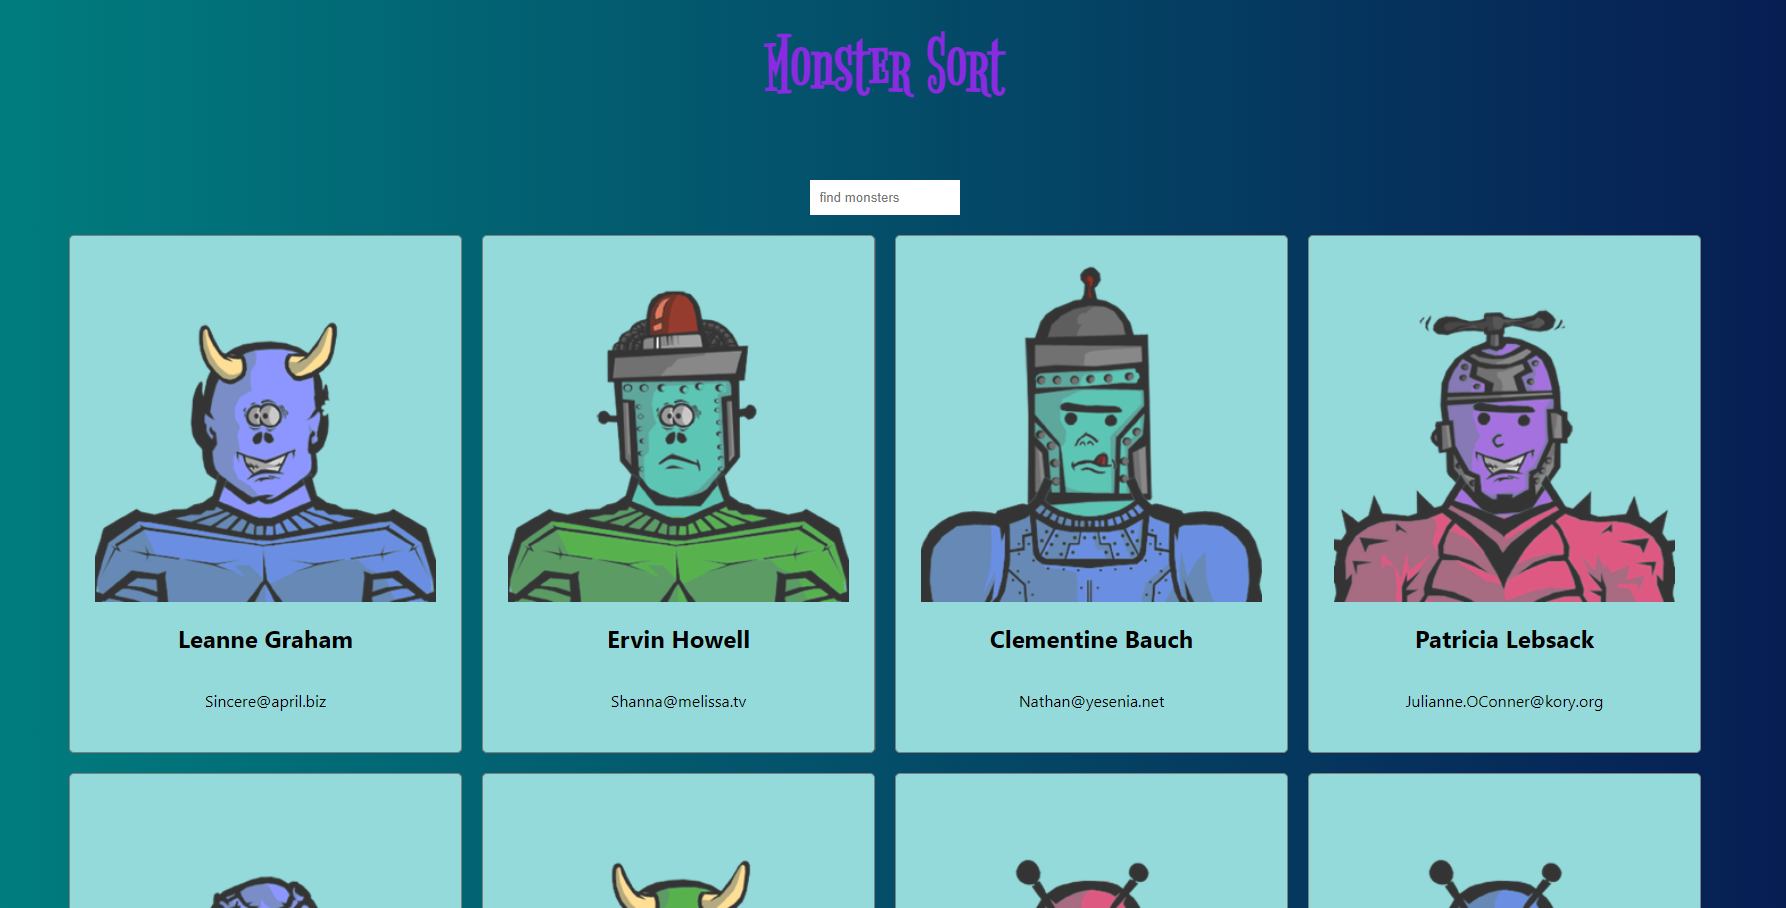 Monster Sort
find monsters
Leanne Graham
Sincere@april.biz
Ervin Howell
Shanna@melissa.tv
Clementine Bauch
Nathan@yesenia.net
Patricia Lebsack
Julianne.OConner@kory.org